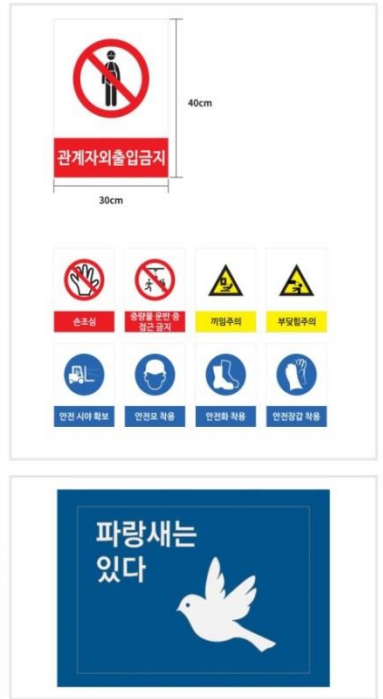 40cm
관계자외출입금지
30cm
손조심
중량물 운반 중
접근 금지
끼임주의
부딪힘주의
안전 시야 확보
안전모 착용
안전화 착용
안전장갑 착용
파랑새는
있다